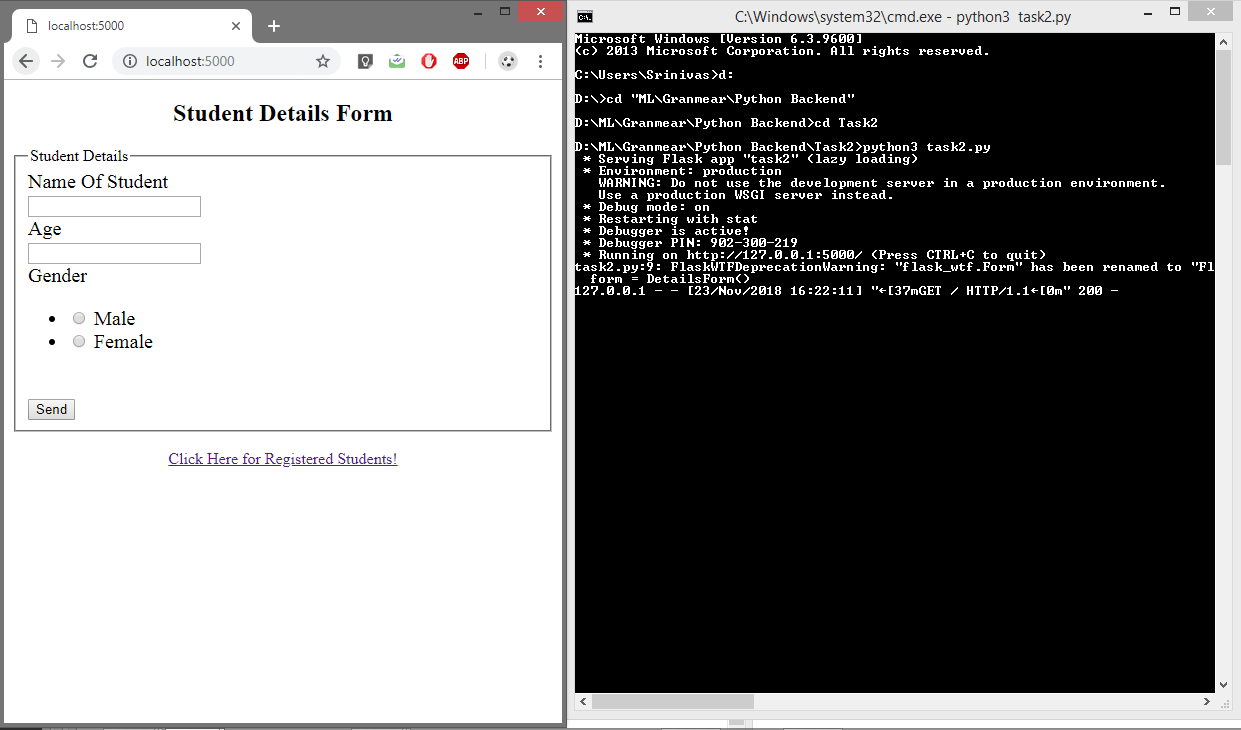 localhost:5000
localhost:5000
ABP
Student Details Form
Student Details
Name Of Student
Age
Gender
Male
Female
Send
Click Here for Registered Students!
C:\Windows\system32\cmd.exe - python3 task2.py
Microsoft Windows [Version 6.3.9600]
(c) 2013 Microsoft Corporation. All rights reserved.
C:\Users\Srinivas>d:
D:\>cd "ML\Granmear\Python Backend"
D:\ML\Granmear\Python Backend>cd Task2
D:\ML\Granmear\Python Backend\Task2>python3 task2.py
* Serving Flask app "task2" (lazy loading)
* Environment: production
WARNING: Do not use the development server in a production environment.
Use a production WSGI server instead.
* Debug mode: on
* Restarting with stat
* Debugger is active!
* Debugger PIN: 902-300-219
* Running on http://127.0.0.1:5000/ (Press CTRL+C to quit)
task2.py:9: FlaskWTFDeprecationWarning: "flask_wtf.Form" has been renamed to "Fl
form = DetailsForm()
127.0.0.1 - - [23/Nov/2018 16:22:11] "←[37mGET / HTTP/1.1←[0m" 200 -